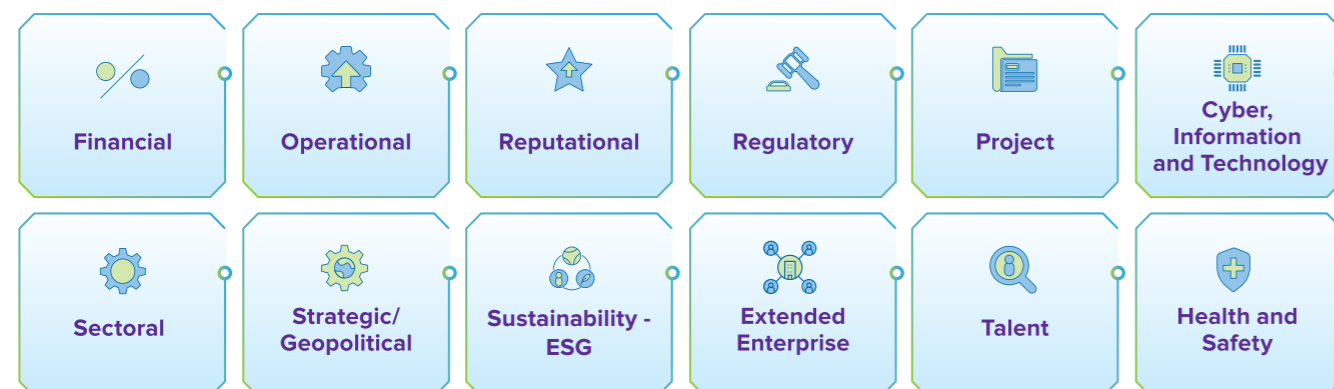 Financial
Operational
Reputational
Regulatory
Project
Cyber,
Information
and Technology
Sectoral
Strategic/
Geopolitical
Sustainability -
ESG
Extended
Enterprise
Talent
Health and
Safety